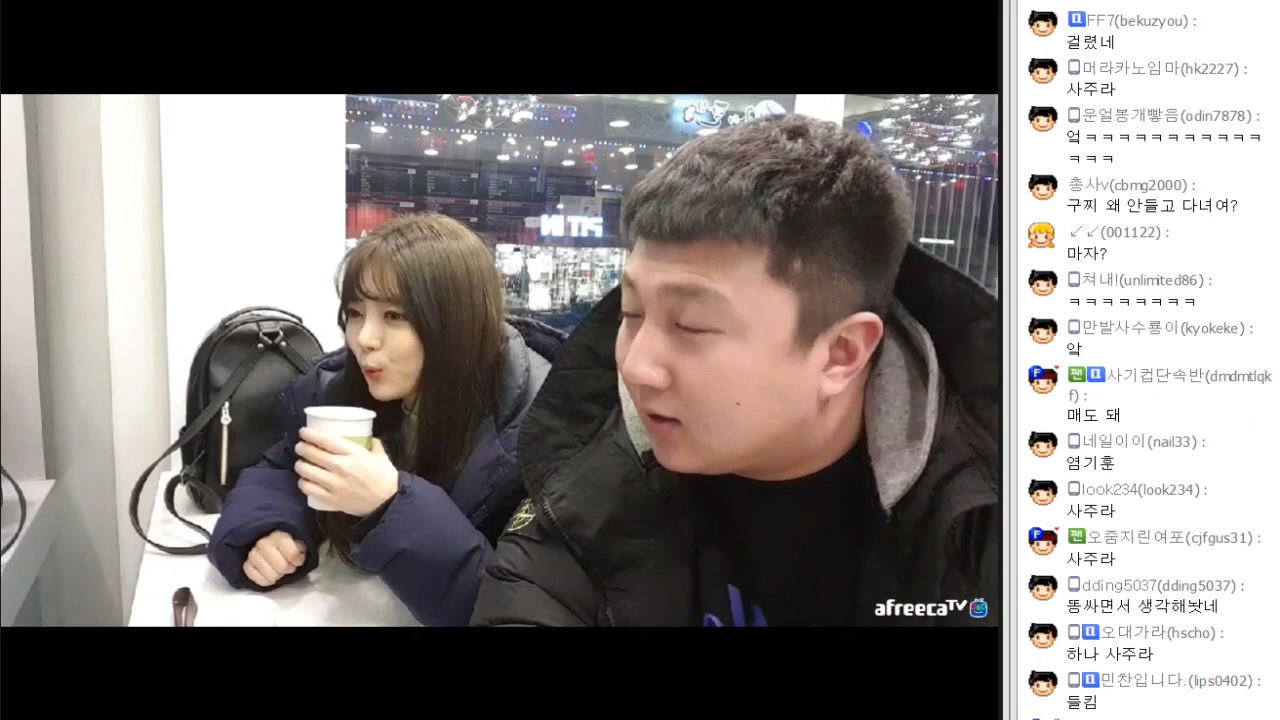 FF7(bekuzyou) :
걸렸네
머라카노임마(hk2227) :
사주라
운얼봉개빻음(odin7878) :
얼ㅋㅋㅋㅋㅋㅋㅋㅋㅋㅋㅋ
ㅋㅋㅋ
총사v(cbmg2000) :
구찌 왜 안들고 다녀여?
↙↙(001122) :
마자?
쳐내!(unlimited86) :
ㅋㅋㅋㅋㅋㅋㅋㅋ
만발사수룡이(kyokeke) :
악
팬 사기컵단속반(dmdmtlqk
f) :
매도 돼
네일이이(nail33) :
염기훈
look234(look234) :
사주라
팬 오줌지린여포(cjfgus31) :
사주라
dding5037(dding5037) :
똥싸면서 생각해낫네
오대가라(hscho) :
하나 사주라
민찬입니다.(lips0402) :
들킴
afreecaTV